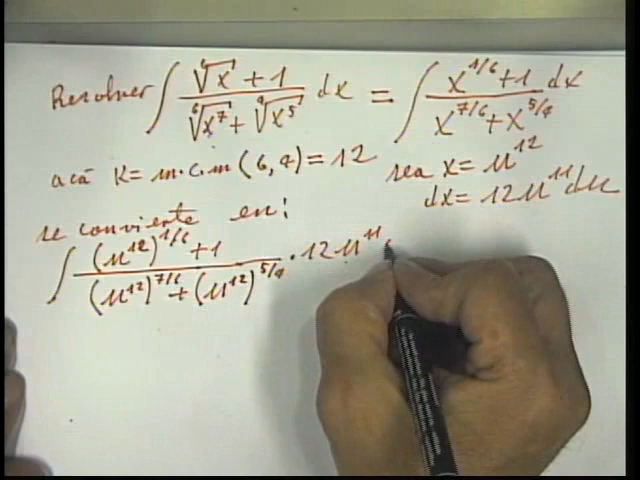 Resolver ∫ (⁶√x + 1)/(⁶√x⁷ + ⁴√x⁵) dx = ∫ (x^{1/6} + 1 dx)/(x^{7/6} + x^{5/4})
acá K = m.c.m (6, 4) = 12 sea x = u^{12}
dx = 12u^{11} du
se convierte en:
∫ ((u^{12})^{1/6} + 1)/((u^{12})^{7/6} + (u^{12})^{5/4}) · 12u^{11}